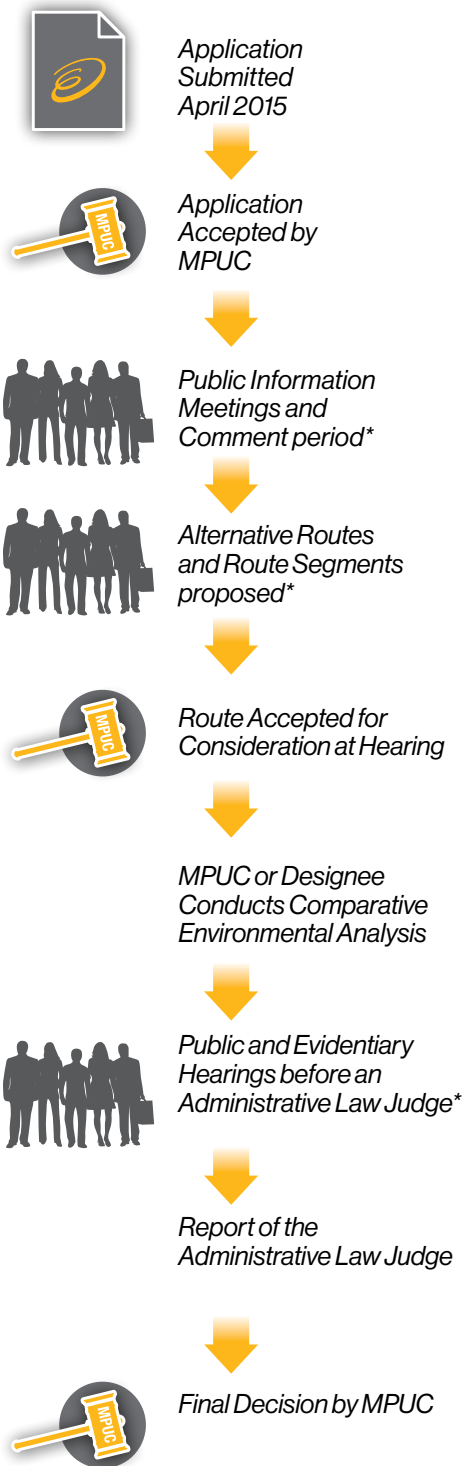 Application
Submitted
April 2015
Application
Accepted by
MPUC
MPUC
Public Information
Meetings and
Comment period*
Alternative Routes
and Route Segments
proposed*
Route Accepted for
Consideration at Hearing
MPUC
MPUC or Designee
Conducts Comparative
Environmental Analysis
Public and Evidentiary
Hearings before an
Administrative Law Judge*
Report of the
Administrative Law Judge
Final Decision by MPUC
MPUC